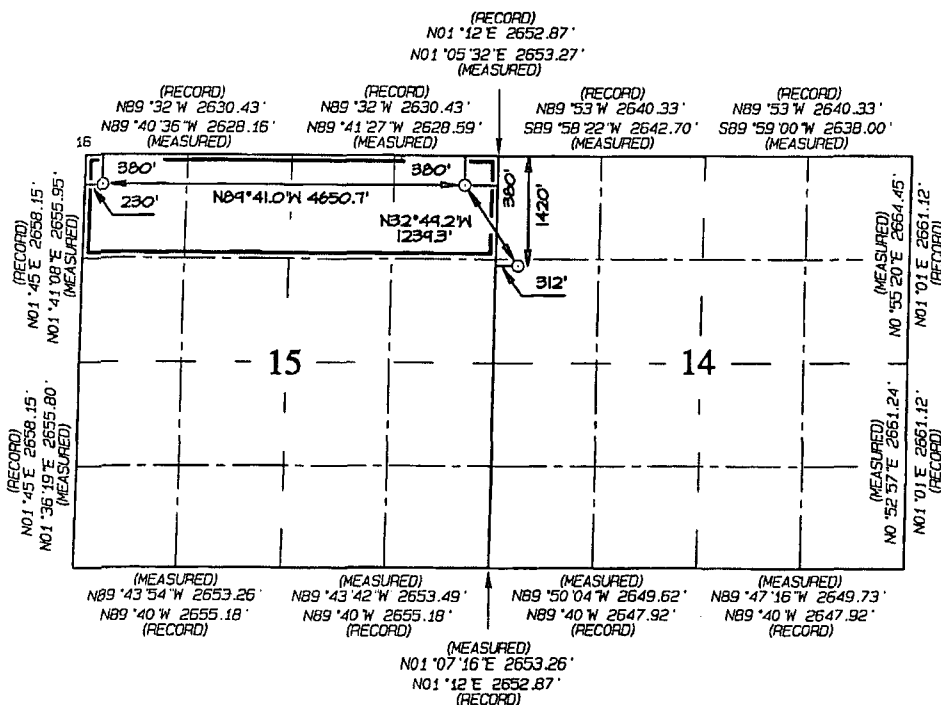 (RECORD)
N01°12'E 2652.87'
N01°05'32"E 2653.27'
(MEASURED)
(RECORD)
N89°32'W 2630.43'
N89°40'36"W 2628.16'
(MEASURED)
(RECORD)
N89°32'W 2630.43'
N89°41'27"W 2628.59'
(MEASURED)
(RECORD)
N89°53'W 2640.33'
S89°58'22"W 2642.70'
(MEASURED)
(RECORD)
N89°53'W 2640.33'
S89°59'00"W 2638.00'
(MEASURED)
16
380'
380'
N89°41.0'W 4650.7'
230'
380'
1420'
N32°49.2'W
1239.3'
312'
(RECORD)
N01°45'E 2658.15'
N01°41'08"E 2655.95'
(MEASURED)
(MEASURED)
N0°55'20"E 2664.45'
N01°01'E 2661.12'
(RECORD)
15
14
(RECORD)
N01°45'E 2658.15'
N01°36'19"E 2655.80'
(MEASURED)
(MEASURED)
N0°52'57"E 2661.24'
N01°01'E 2661.12'
(RECORD)
(MEASURED)
N89°43'54"W 2653.26'
N89°40'W 2655.18'
(RECORD)
(MEASURED)
N89°43'42"W 2653.49'
N89°40'W 2655.18'
(RECORD)
(MEASURED)
N89°50'04"W 2649.62'
N89°40'W 2647.92'
(RECORD)
(MEASURED)
N89°47'16"W 2649.73'
N89°40'W 2647.92'
(RECORD)
(MEASURED)
N01°07'16"E 2653.26'
N01°12'E 2652.87'
(RECORD)